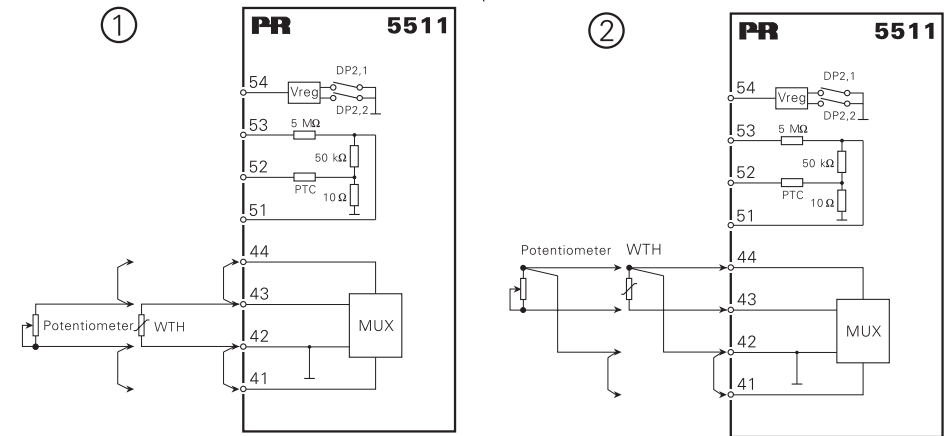 1
PR 5511
54
Vreg
DP2,1
DP2,2
53
5 MΩ
50 kΩ
52
PTC
10 Ω
51
44
43
Potentiometer
WTH
MUX
42
41
2
PR 5511
54
Vreg
DP2,1
DP2,2
53
5 MΩ
50 kΩ
52
PTC
10 Ω
51
Potentiometer
WTH
44
43
MUX
42
41